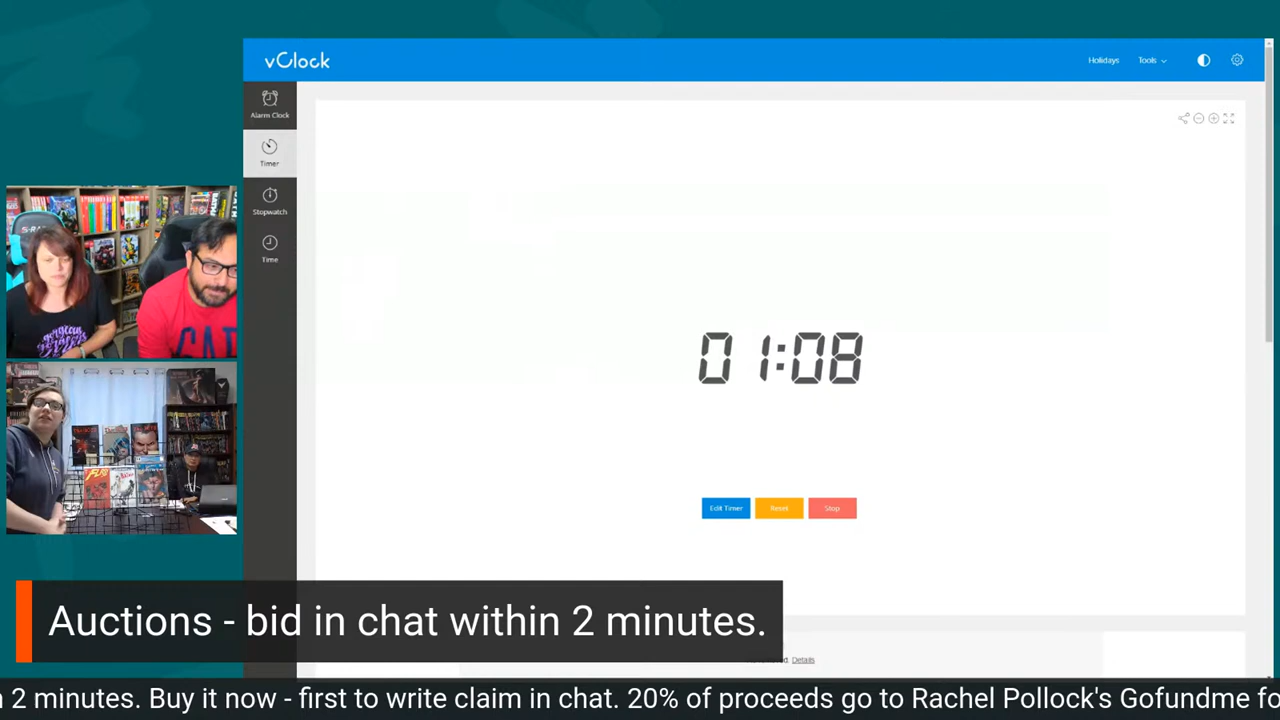 vClock
Holidays
Tools
Alarm Clock
Timer
Stopwatch
Time
01:08
Edit Timer
Reset
Stop
Details
Auctions - bid in chat within 2 minutes.
2 minutes. Buy it now - first to write claim in chat. 20% of proceeds go to Rachel Pollock's Gofundme